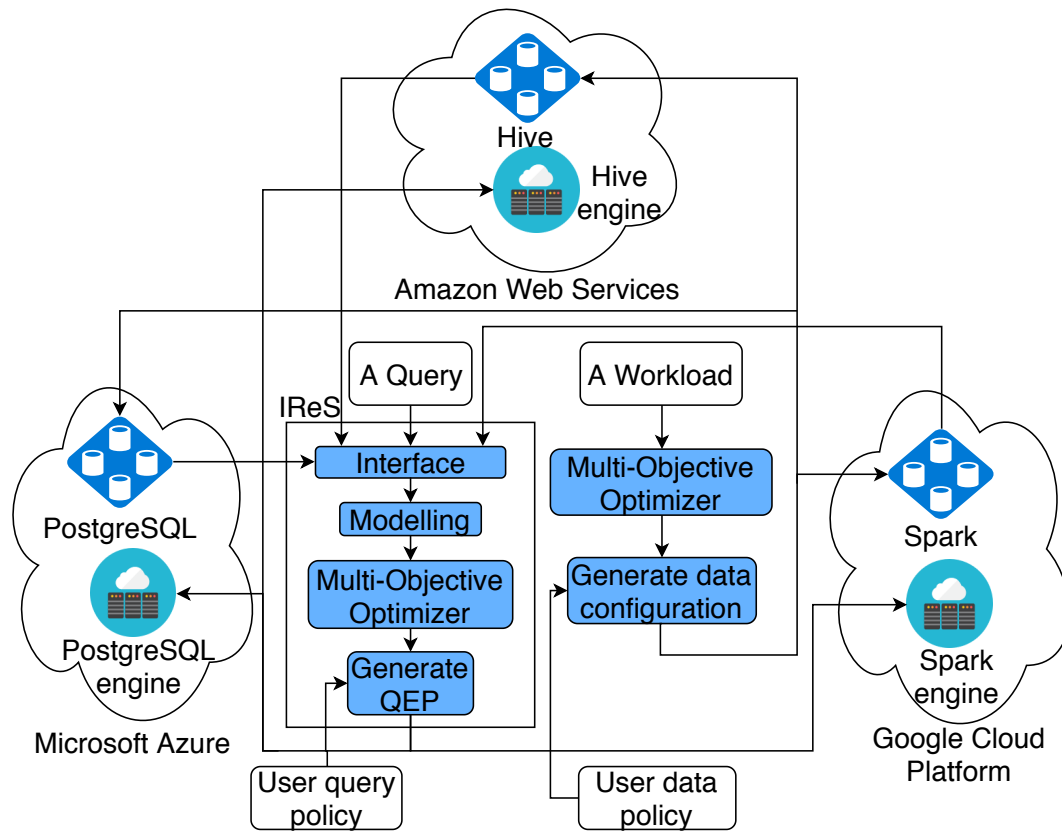 Hive
Hive
engine
Amazon Web Services
A Query
A Workload
IReS
Interface
Multi-Objective
Optimizer
Modelling
PostgreSQL
Spark
Multi-Objective
Optimizer
Generate data
configuration
PostgreSQL
engine
Generate
QEP
Spark
engine
Microsoft Azure
Google Cloud
Platform
User query
policy
User data
policy